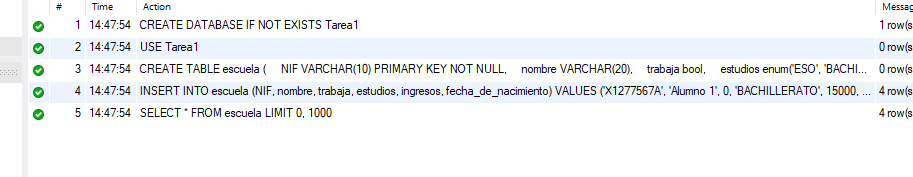 # Time Action Messag
1 14:47:54 CREATE DATABASE IF NOT EXISTS Tarea1 1 row(s
2 14:47:54 USE Tarea1 0 row(s
3 14:47:54 CREATE TABLE escuela ( NIF VARCHAR(10) PRIMARY KEY NOT NULL, nombre VARCHAR(20), trabaja bool, estudios enum('ESO', 'BACHI... 0 row(s
4 14:47:54 INSERT INTO escuela (NIF, nombre, trabaja, estudios, ingresos, fecha_de_nacimiento) VALUES ('X1277567A', 'Alumno 1', 0, 'BACHILLERATO', 15000, ... 4 row(s
5 14:47:54 SELECT * FROM escuela LIMIT 0, 1000 4 row(s